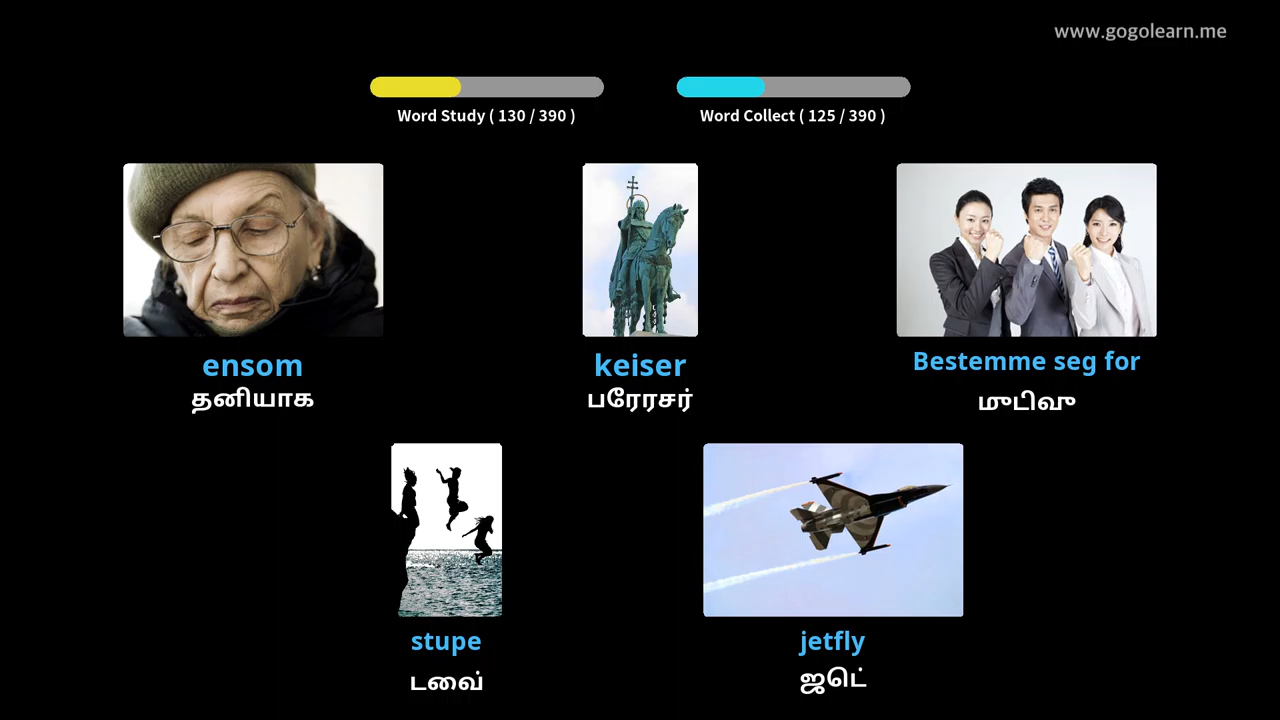 www.gogolearn.me
Word Study ( 130 / 390 )
Word Collect ( 125 / 390 )
ensom
தனியாக
keiser
பரேரசர்
Bestemme seg for
முடிவு
stupe
டவை்
jetfly
ஜடெ்